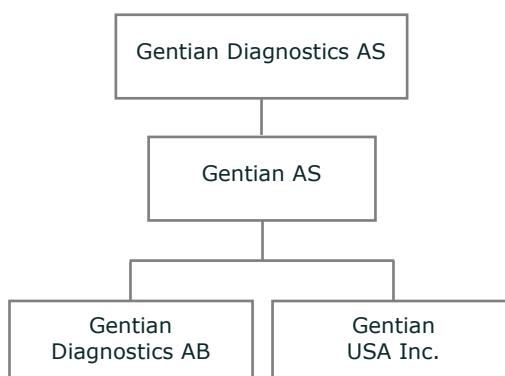 Gentian Diagnostics AS
Gentian AS
Gentian
Diagnostics AB
Gentian
USA Inc.